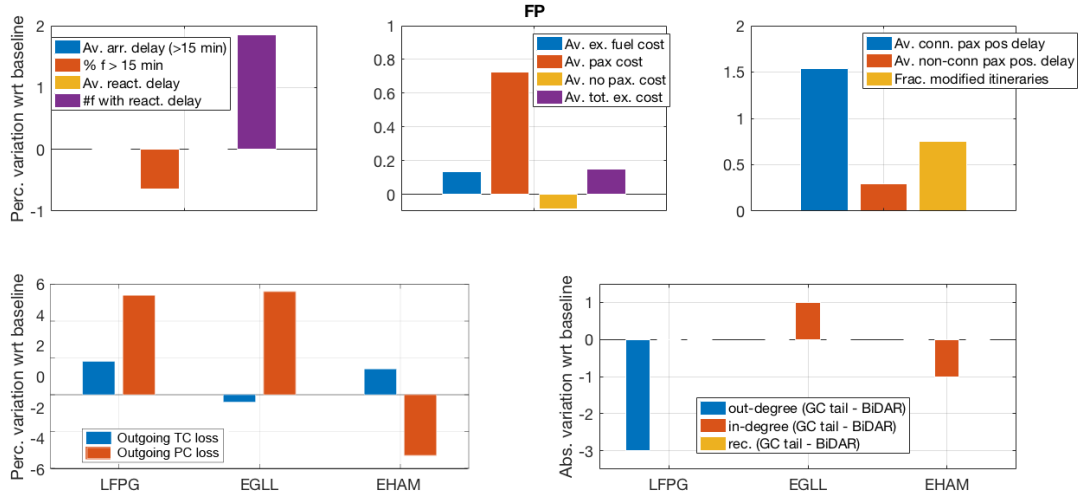 FP
Perc. variation wrt baseline
2
1
0
-1
Av. arr. delay (>15 min)
% f > 15 min
Av. react. delay
#f with react. delay
1
0.8
0.6
0.4
0.2
0
Av. ex. fuel cost
Av. pax cost
Av. no pax. cost
Av. tot. ex. cost
2
1.5
1
0.5
0
Av. conn. pax pos delay
Av. non-conn pax pos. delay
Frac. modified itineraries
Perc. variation wrt baseline
6
4
2
0
-2
-4
-6
Outgoing TC loss
Outgoing PC loss
LFPG
EGLL
EHAM
Abs. variation wrt baseline
1
0
-1
-2
-3
out-degree (GC tail - BiDAR)
in-degree (GC tail - BiDAR)
rec. (GC tail - BiDAR)
LFPG
EGLL
EHAM